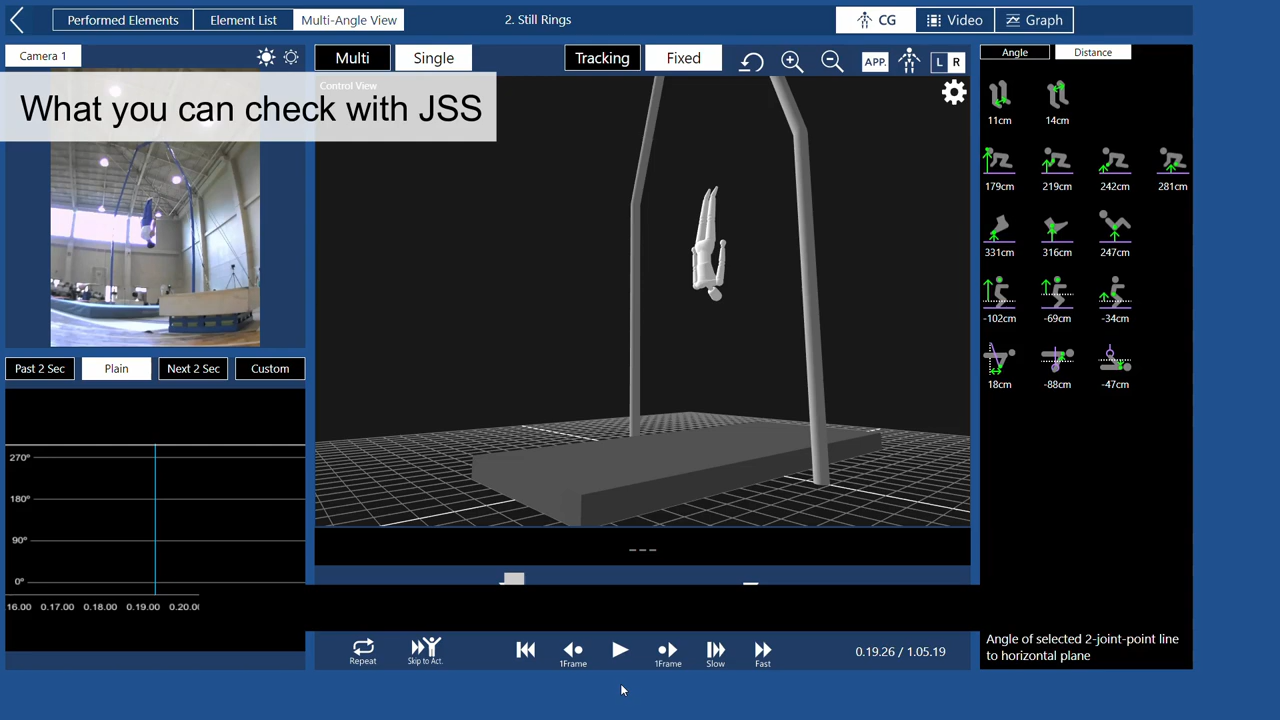 Performed Elements
Element List
Multi-Angle View
2. Still Rings
CG
Video
Graph
Camera 1
Multi
Single
Tracking
Fixed
APP.
L
R
Angle
Distance
Control View
What you can check with JSS
11cm
14cm
179cm
219cm
242cm
281cm
331cm
316cm
247cm
-102cm
-69cm
-34cm
18cm
-88cm
-47cm
Past 2 Sec
Plain
Next 2 Sec
Custom
270°
180°
90°
0°
16.00 0.17.00 0.18.00 0.19.00 0.20.0
---
Repeat
Skip to Act.
1Frame
1Frame
Slow
Fast
0.19.26 / 1.05.19
Angle of selected 2-joint-point line
to horizontal plane